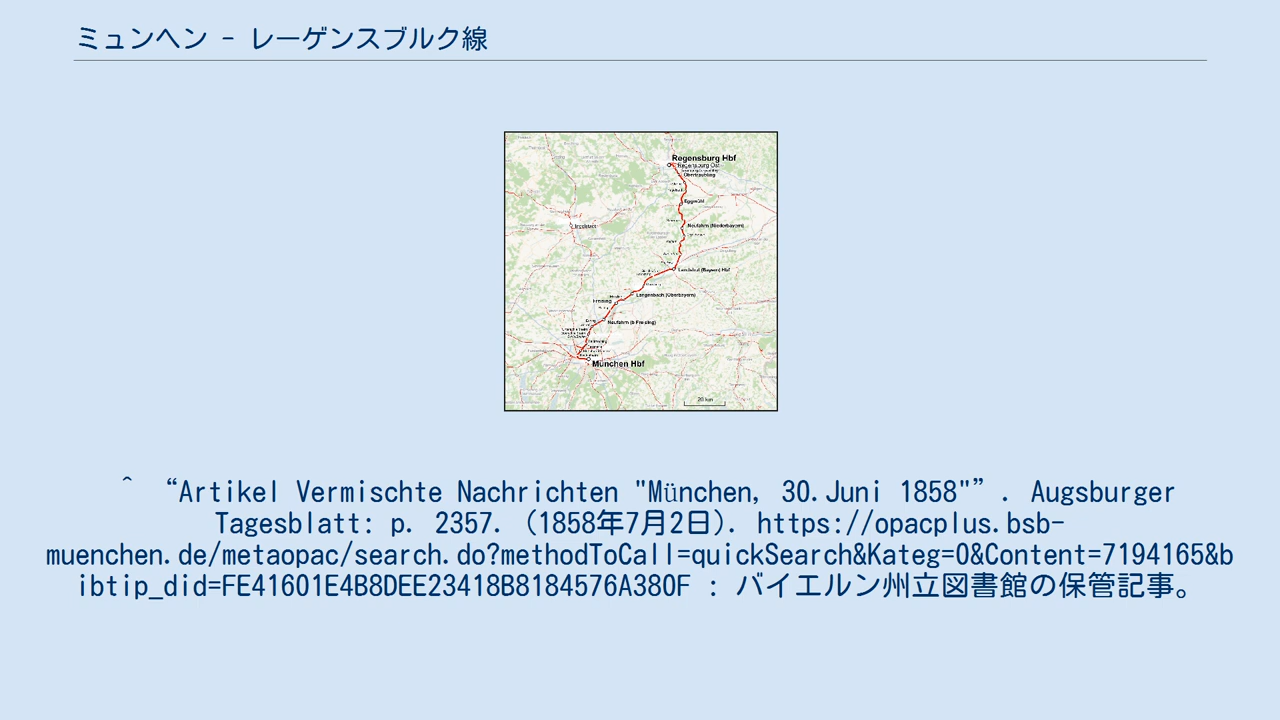 ミュンヘン - レーゲンスブルク線
Regensburg Hbf
Regensburg Ost
Obertraubling
Eggmühl
Ingolstadt
Neufahrn (Niederbayern)
Landshut (Bayern) Hbf
Langenbach (Oberbayern)
Freising
Neufahrn (b Freising)
München Hbf
20 km
^ “Artikel Vermischte Nachrichten "München, 30.Juni 1858"”. Augsburger
Tagesblatt: p. 2357. (1858年7月2日). https://opacplus.bsb-
muenchen.de/metaopac/search.do?methodToCall=quickSearch&Kateg=0&Content=7194165&b
ibtip_did=FE41601E4B8DEE23418B8184576A380F : バイエルン州立図書館の保管記事。